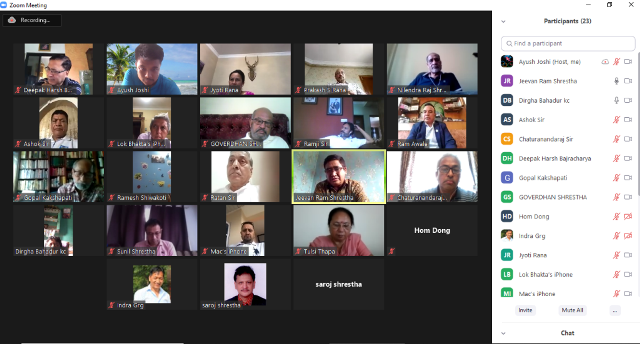 Zoom Meeting
Recording...
Deepak Harsh B...
Ayush Joshi
Jyoti Rana
Prakash S Rana
Nilendra Raj Shr...
Ashok Sir
Lok Bhakta's iPh...
GOVERDHAN SH...
Ramji Sir
Ram Awale
Gopal Kakshapati
Ramesh Shiwakoti
Ratan Sir
Jeevan Ram Shrestha
Chaturanandaraj...
Dirgha Bahadur kc
Sunil Shrestha
Mac's iPhone
Tulsi Thapa
Hom Dong
Indra Grg
saroj shrestha
saroj shrestha
Participants (23)
Find a participant
Ayush Joshi (Host, me)
JR Jeevan Ram Shrestha
DB Dirgha Bahadur kc
AS Ashok Sir
CS Chaturanandaraj Sir
DH Deepak Harsh Bajracharya
G Gopal Kakshapati
GS GOVERDHAN SHRESTHA
HD Hom Dong
Indra Grg
JR Jyoti Rana
LB Lok Bhakta's iPhone
MI Mac's iPhone
Invite
Mute All
...
Chat